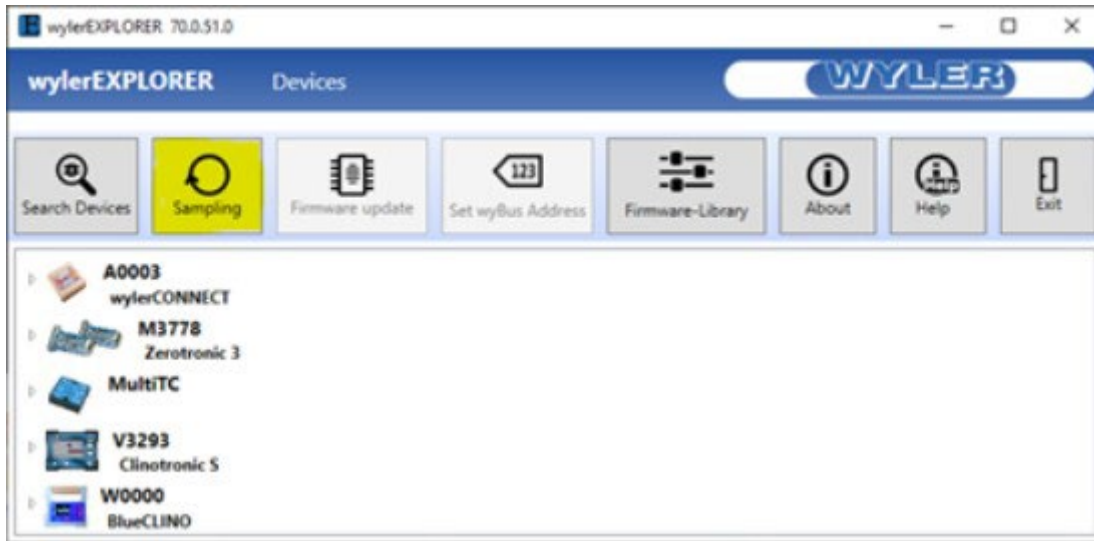 wylerEXPLORER 70.0.51.0
wylerEXPLORER Devices WYLER
Search Devices Sampling Firmware update 123 Set wyBus Address Firmware-Library About Help Help Exit
A0003
wylerCONNECT
M3778
Zerotronic 3
MultiTC
V3293
Clinotronic S
W0000
BlueCLINO